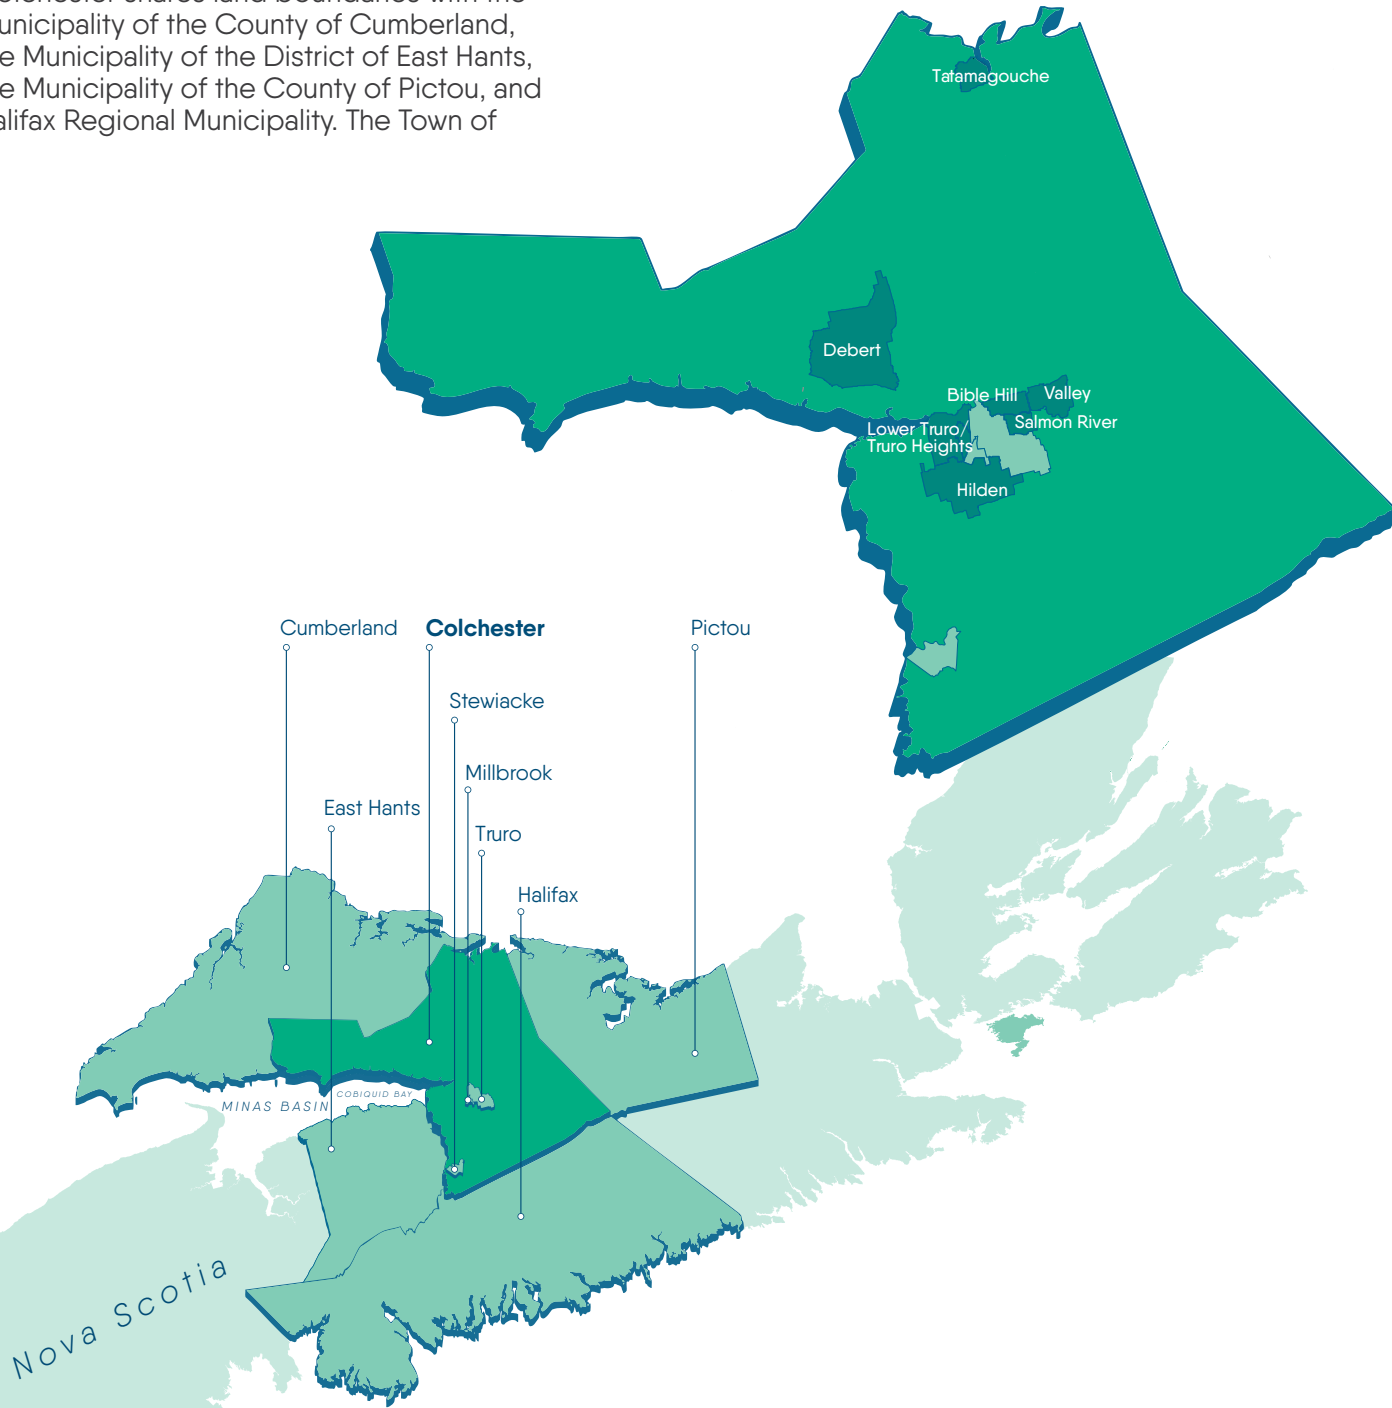 unicipality of the County of Cumberland,
e Municipality of the District of East Hants,
e Municipality of the County of Pictou, and
alifax Regional Municipality. The Town of
Tatamagouche
Debert
Bible Hill
Valley
Salmon River
Lower Truro/
Truro Heights
Hilden
Cumberland
Colchester
Pictou
Stewiacke
Millbrook
East Hants
Truro
Halifax
MINAS BASIN
COBIQUID BAY
Nova Scotia